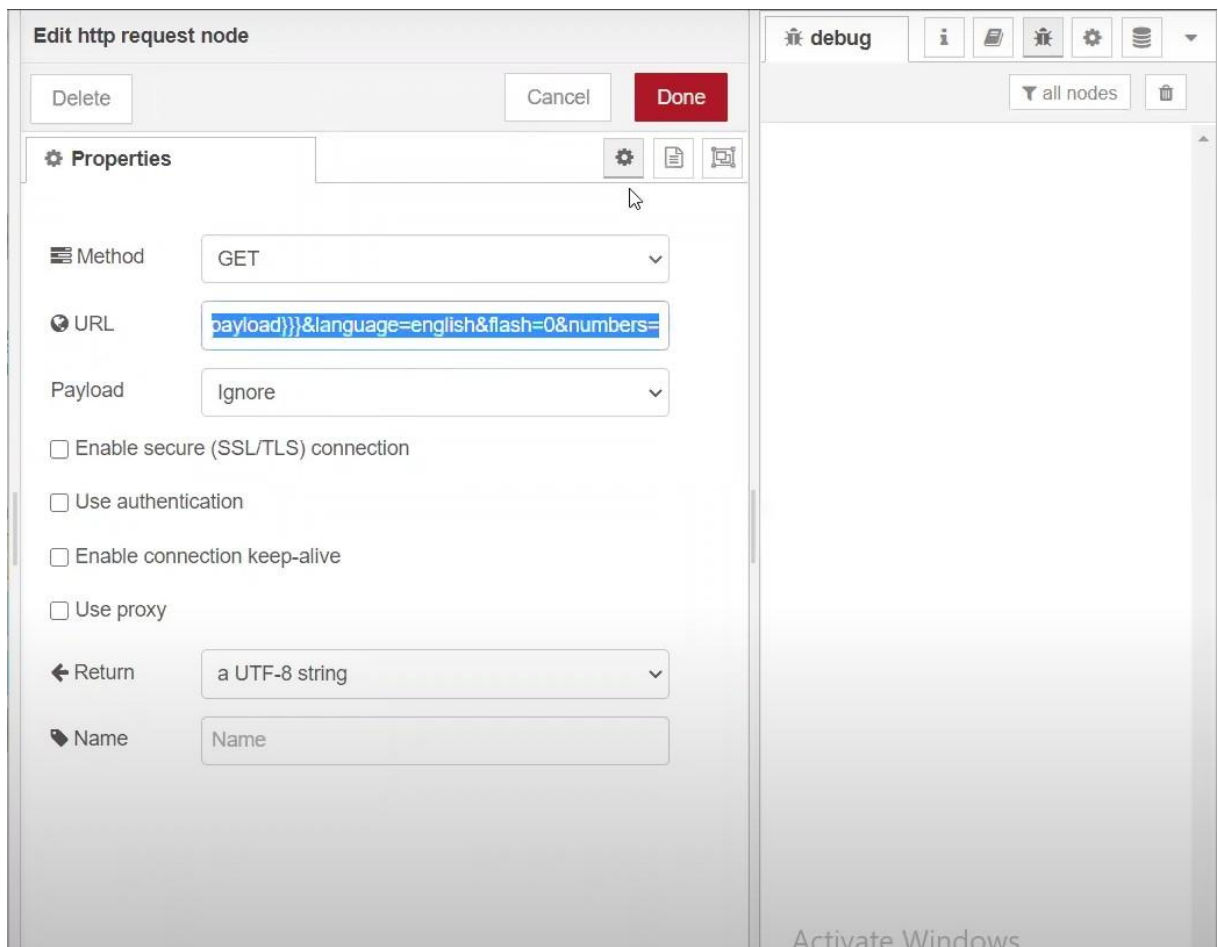 Edit http request node
debug
Delete
Cancel
Done
all nodes
Properties
Method
GET
URL
payload}}}&language=english&flash=0&numbers=
Payload
Ignore
Enable secure (SSL/TLS) connection
Use authentication
Enable connection keep-alive
Use proxy
Return
a UTF-8 string
Name
Name
Activate Windows